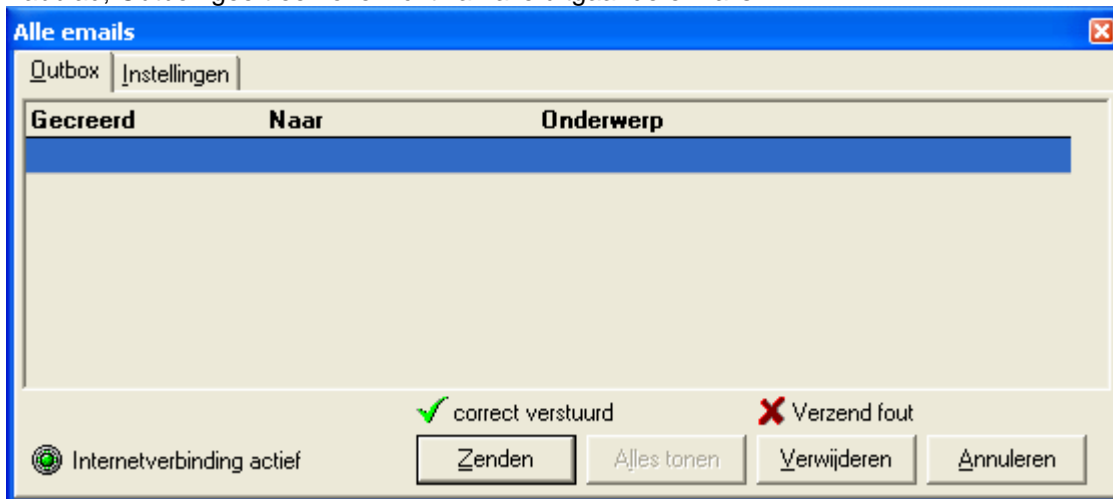 Alle emails
Outbox Instellingen
Gecreerd Naar Onderwerp
correct verstuurd Verzend fout
Internetverbinding actief Zenden Alles tonen Verwijderen Annuleren